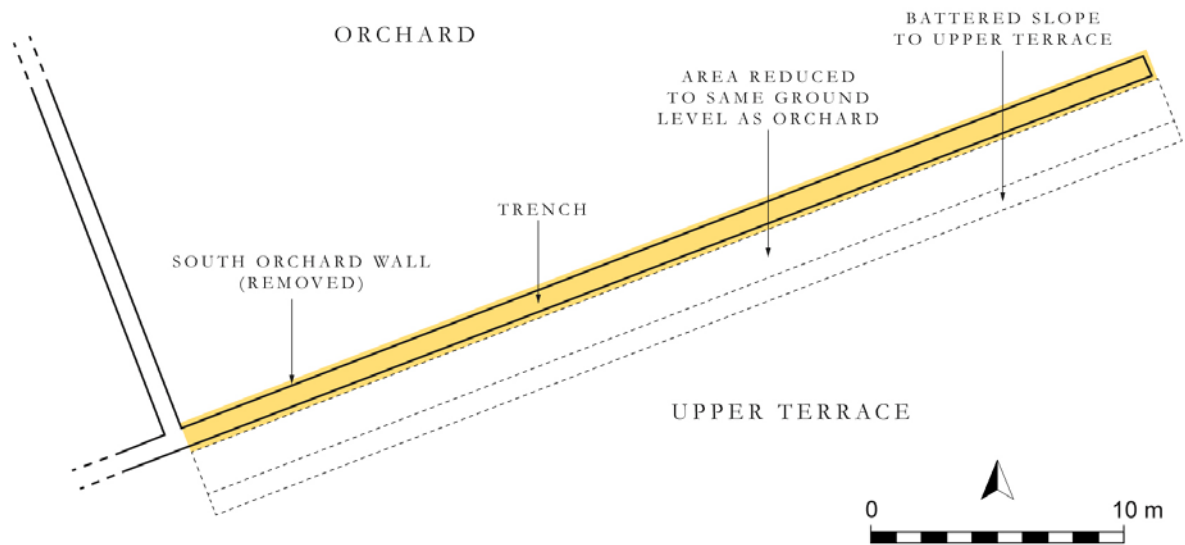 BATTERED SLOPE
TO UPPER TERRACE
ORCHARD
AREA REDUCED
TO SAME GROUND
LEVEL AS ORCHARD
TRENCH
SOUTH ORCHARD WALL
(REMOVED)
UPPER TERRACE
0 10 m